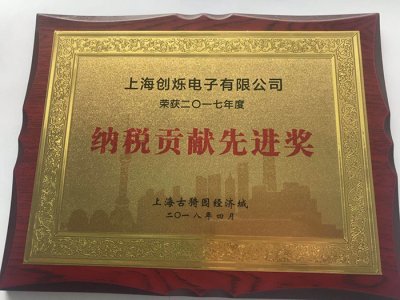 上海创烁电子有限公司
荣获二〇一七年度
纳税贡献先进奖
上海古猗园经济城
二〇一八年四月